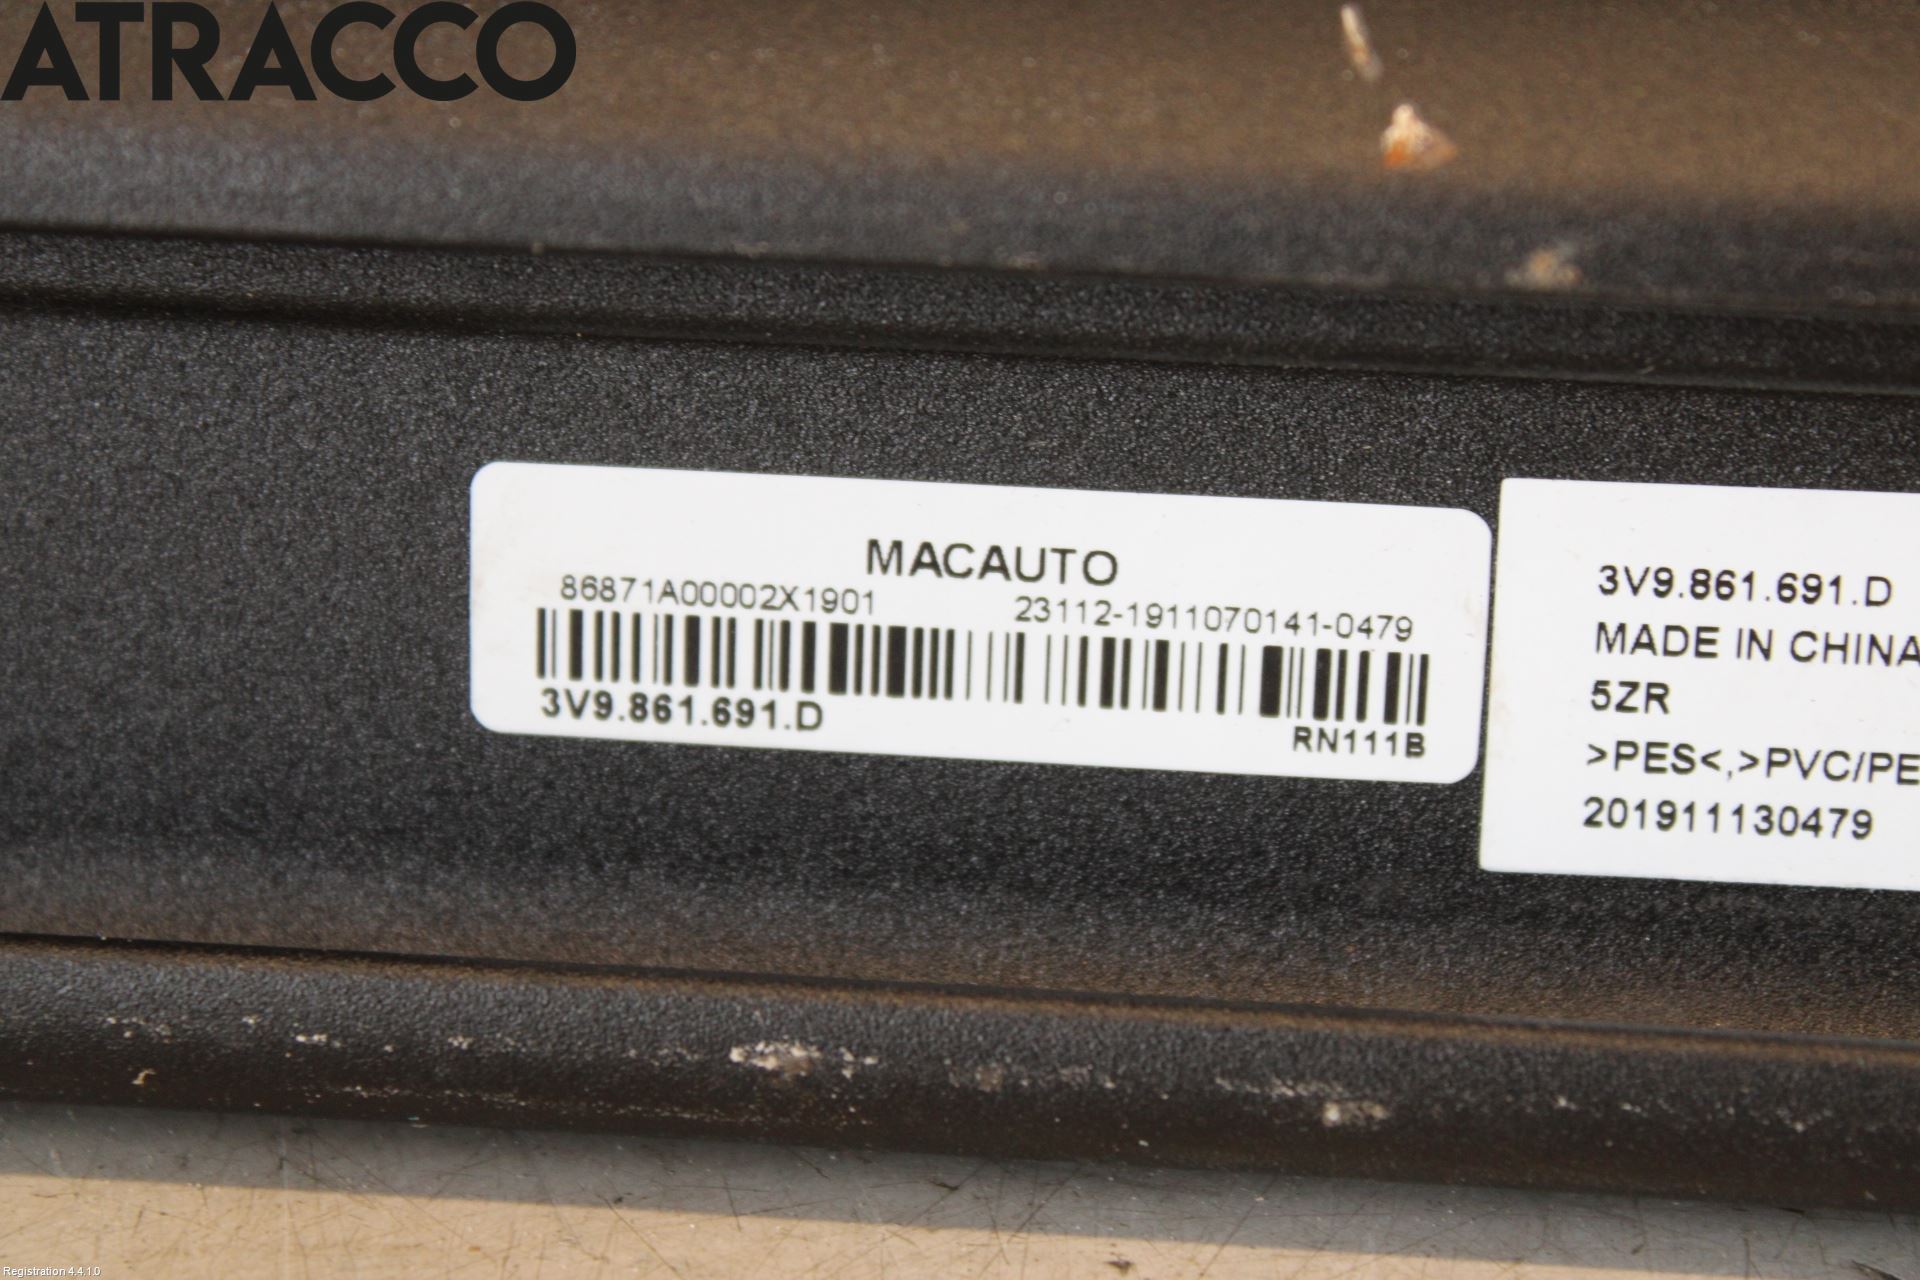 ATRACCO
MACAUTO
86871A00002X1901 23112-1911070141-0479
3V9.861.691.D
RN111B
3V9.861.691.D
MADE IN CHINA
5ZR
>PES<,>PVC/PE
201911130479
Registration 4.4.1.0